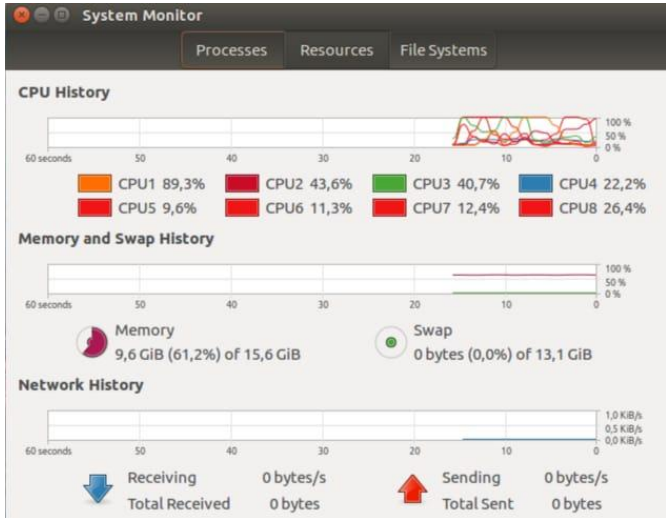 System Monitor
Processes Resources File Systems
CPU History
100 %
50 %
0 %
60 seconds 50 40 30 20 10 0
CPU1 89,3% CPU2 43,6% CPU3 40,7% CPU4 22,2%
CPU5 9,6% CPU6 11,3% CPU7 12,4% CPU8 26,4%
Memory and Swap History
100 %
50 %
0 %
60 seconds 50 40 30 20 10 0
Memory Swap
9,6 GiB (61,2%) of 15,6 GiB 0 bytes (0,0%) of 13,1 GiB
Network History
1,0 KiB/s
0,5 KiB/s
0,0 KiB/s
60 seconds 50 40 30 20 10 0
Receiving 0 bytes/s Sending 0 bytes/s
Total Received 0 bytes Total Sent 0 bytes